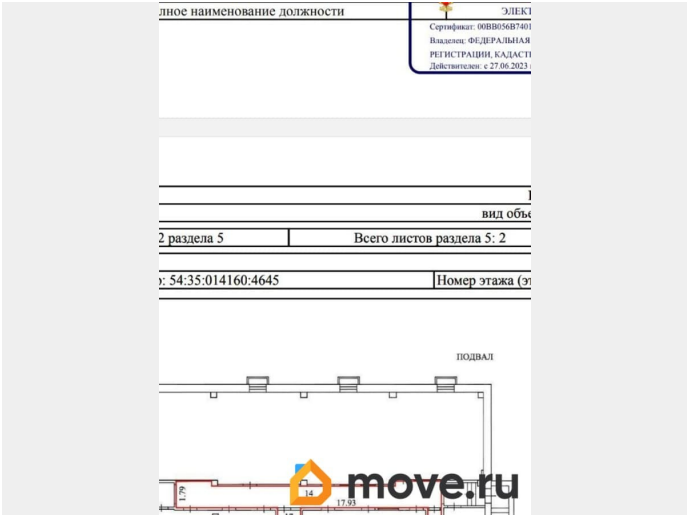 лное наименование должности
ЭЛЕКТ
Сертификат: 00BB056B7401
Владелец: ФЕДЕРАЛЬНАЯ
РЕГИСТРАЦИИ, КАДАСТ
Действителен: с 27.06.2023
вид объе
2 раздела 5
Всего листов раздела 5: 2
: 54:35:014160:4645
Номер этажа (эт
ПОДВАЛ
1.79
14
17.93
move.ru